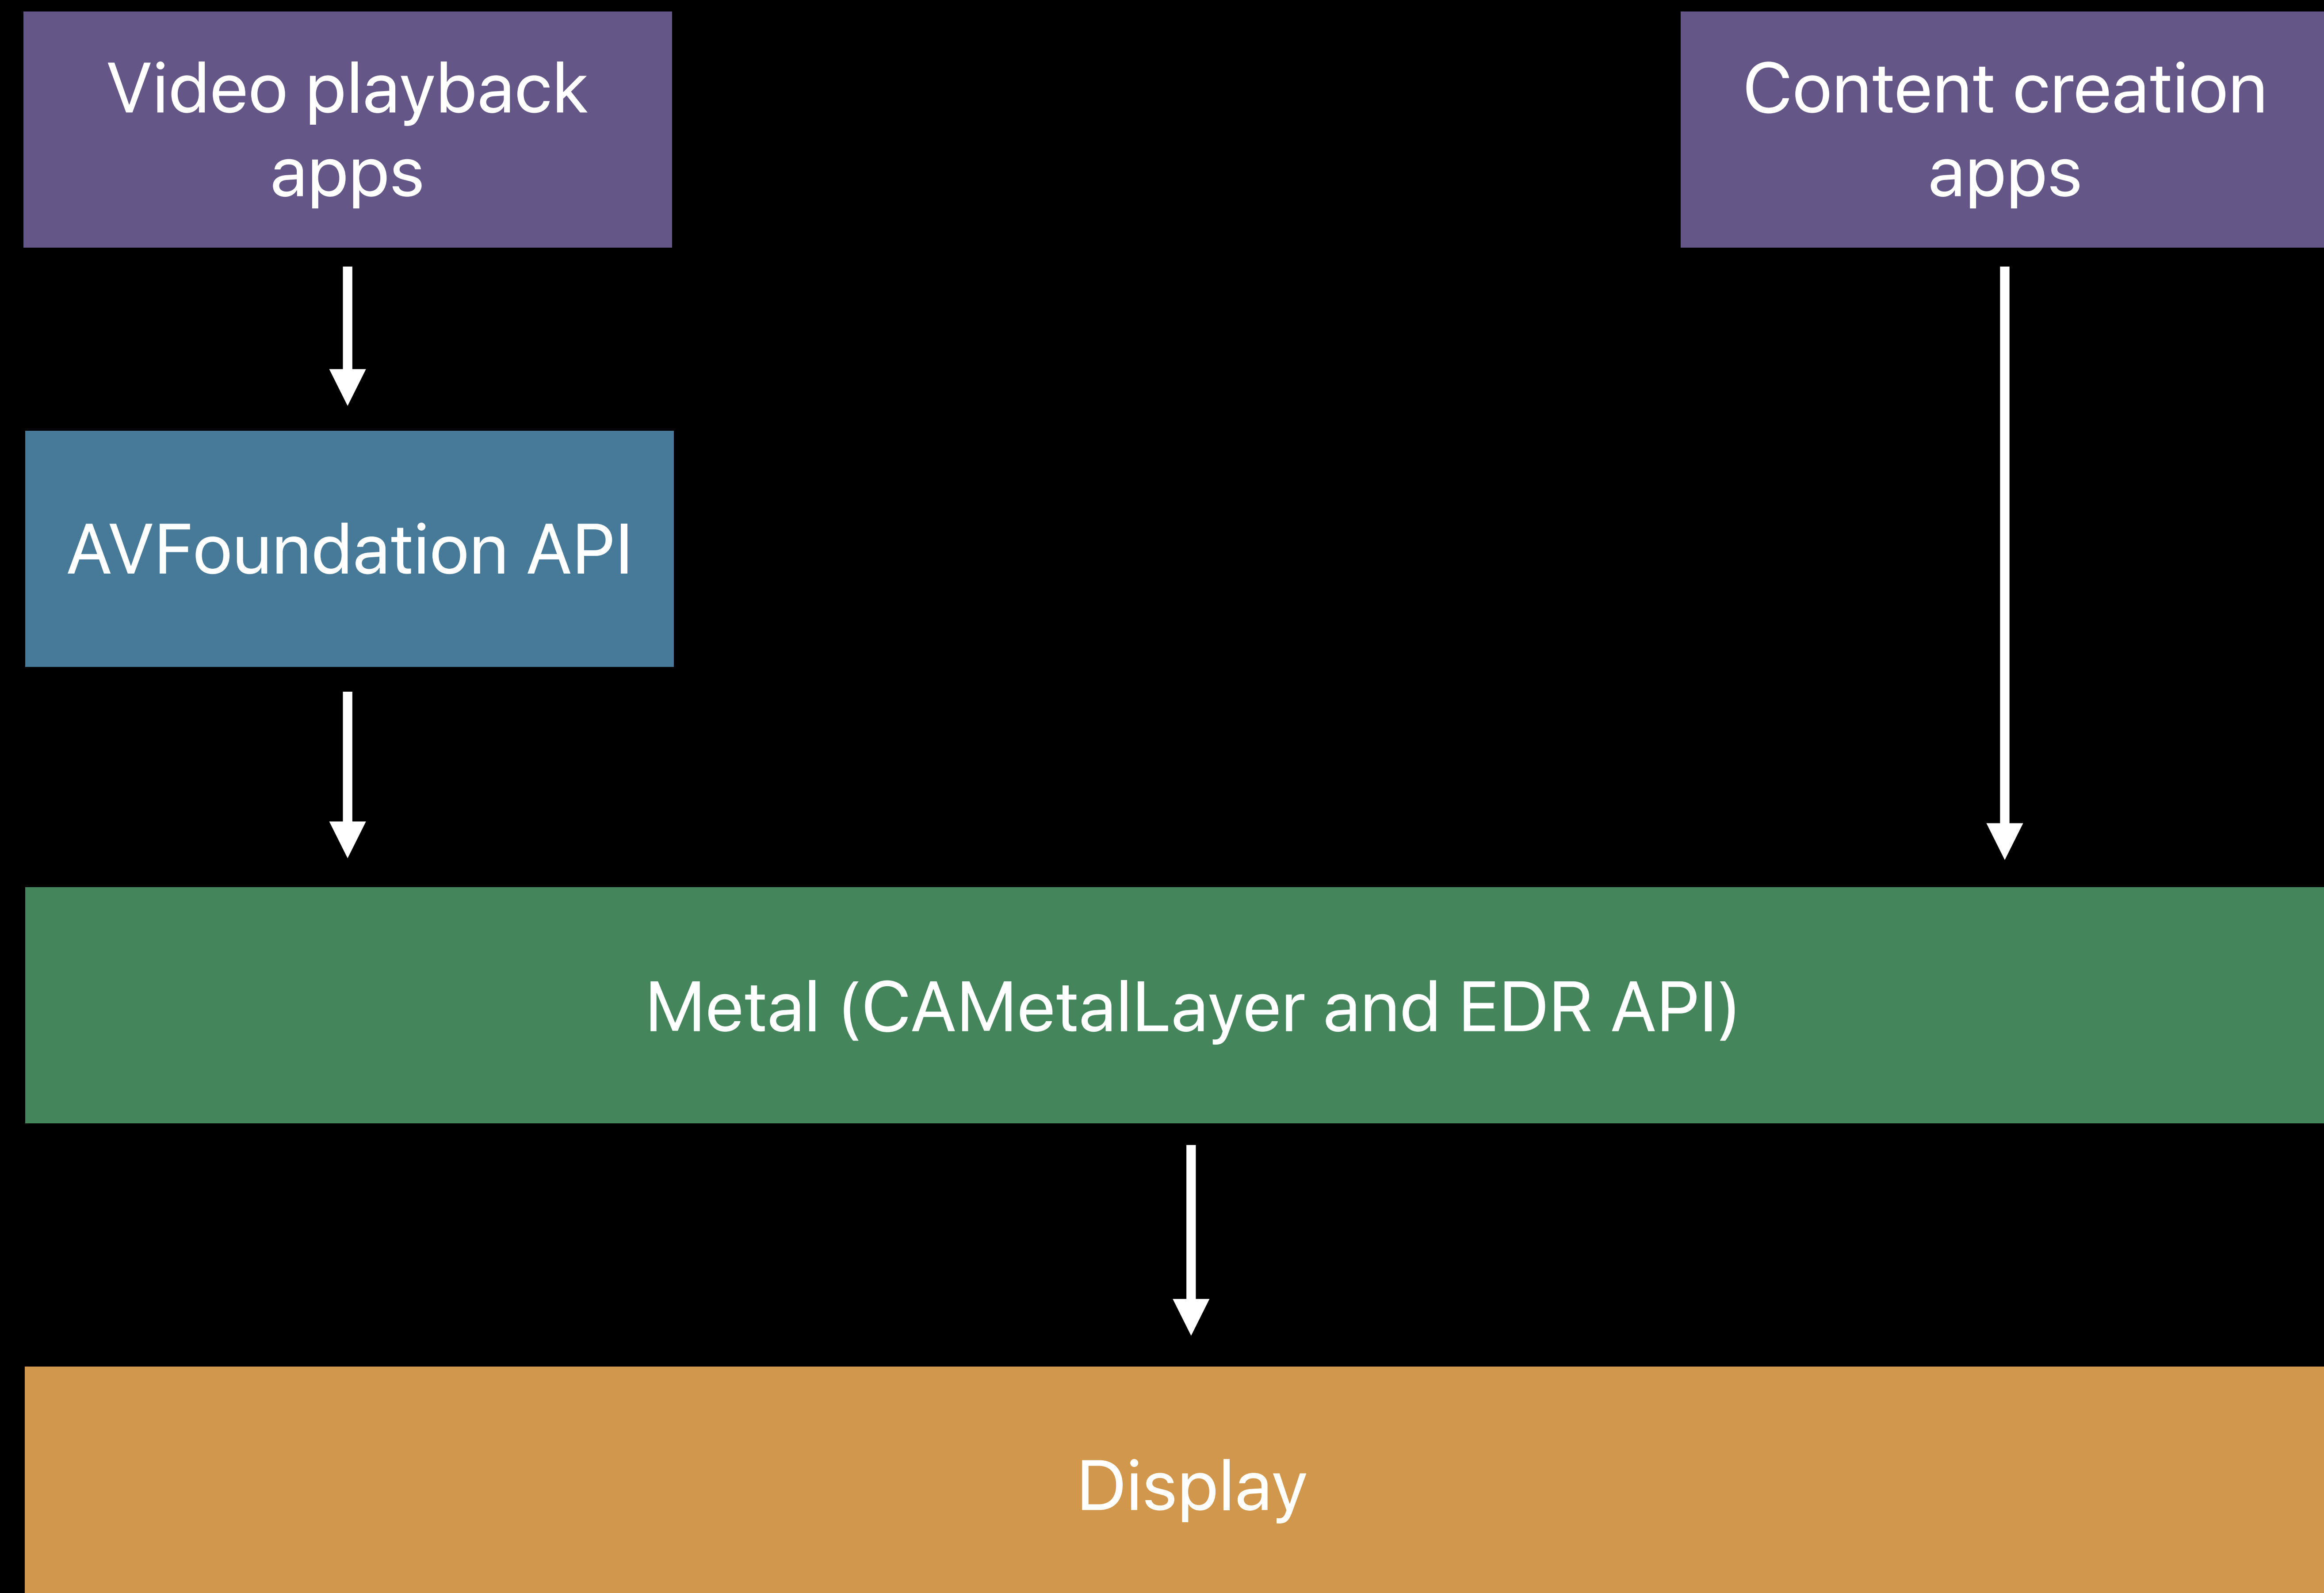 Video playback
apps
Content creation
apps
AVFoundation API
Metal (CAMetalLayer and EDR API)
Display